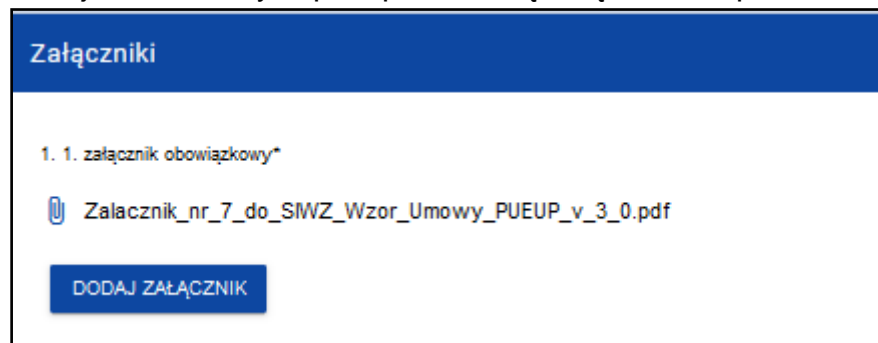 Załączniki
1. 1. załącznik obowiązkowy*
Zalacznik_nr_7_do_SIWZ_Wzor_Umowy_PUEUP_v_3_0.pdf
DODAJ ZAŁĄCZNIK